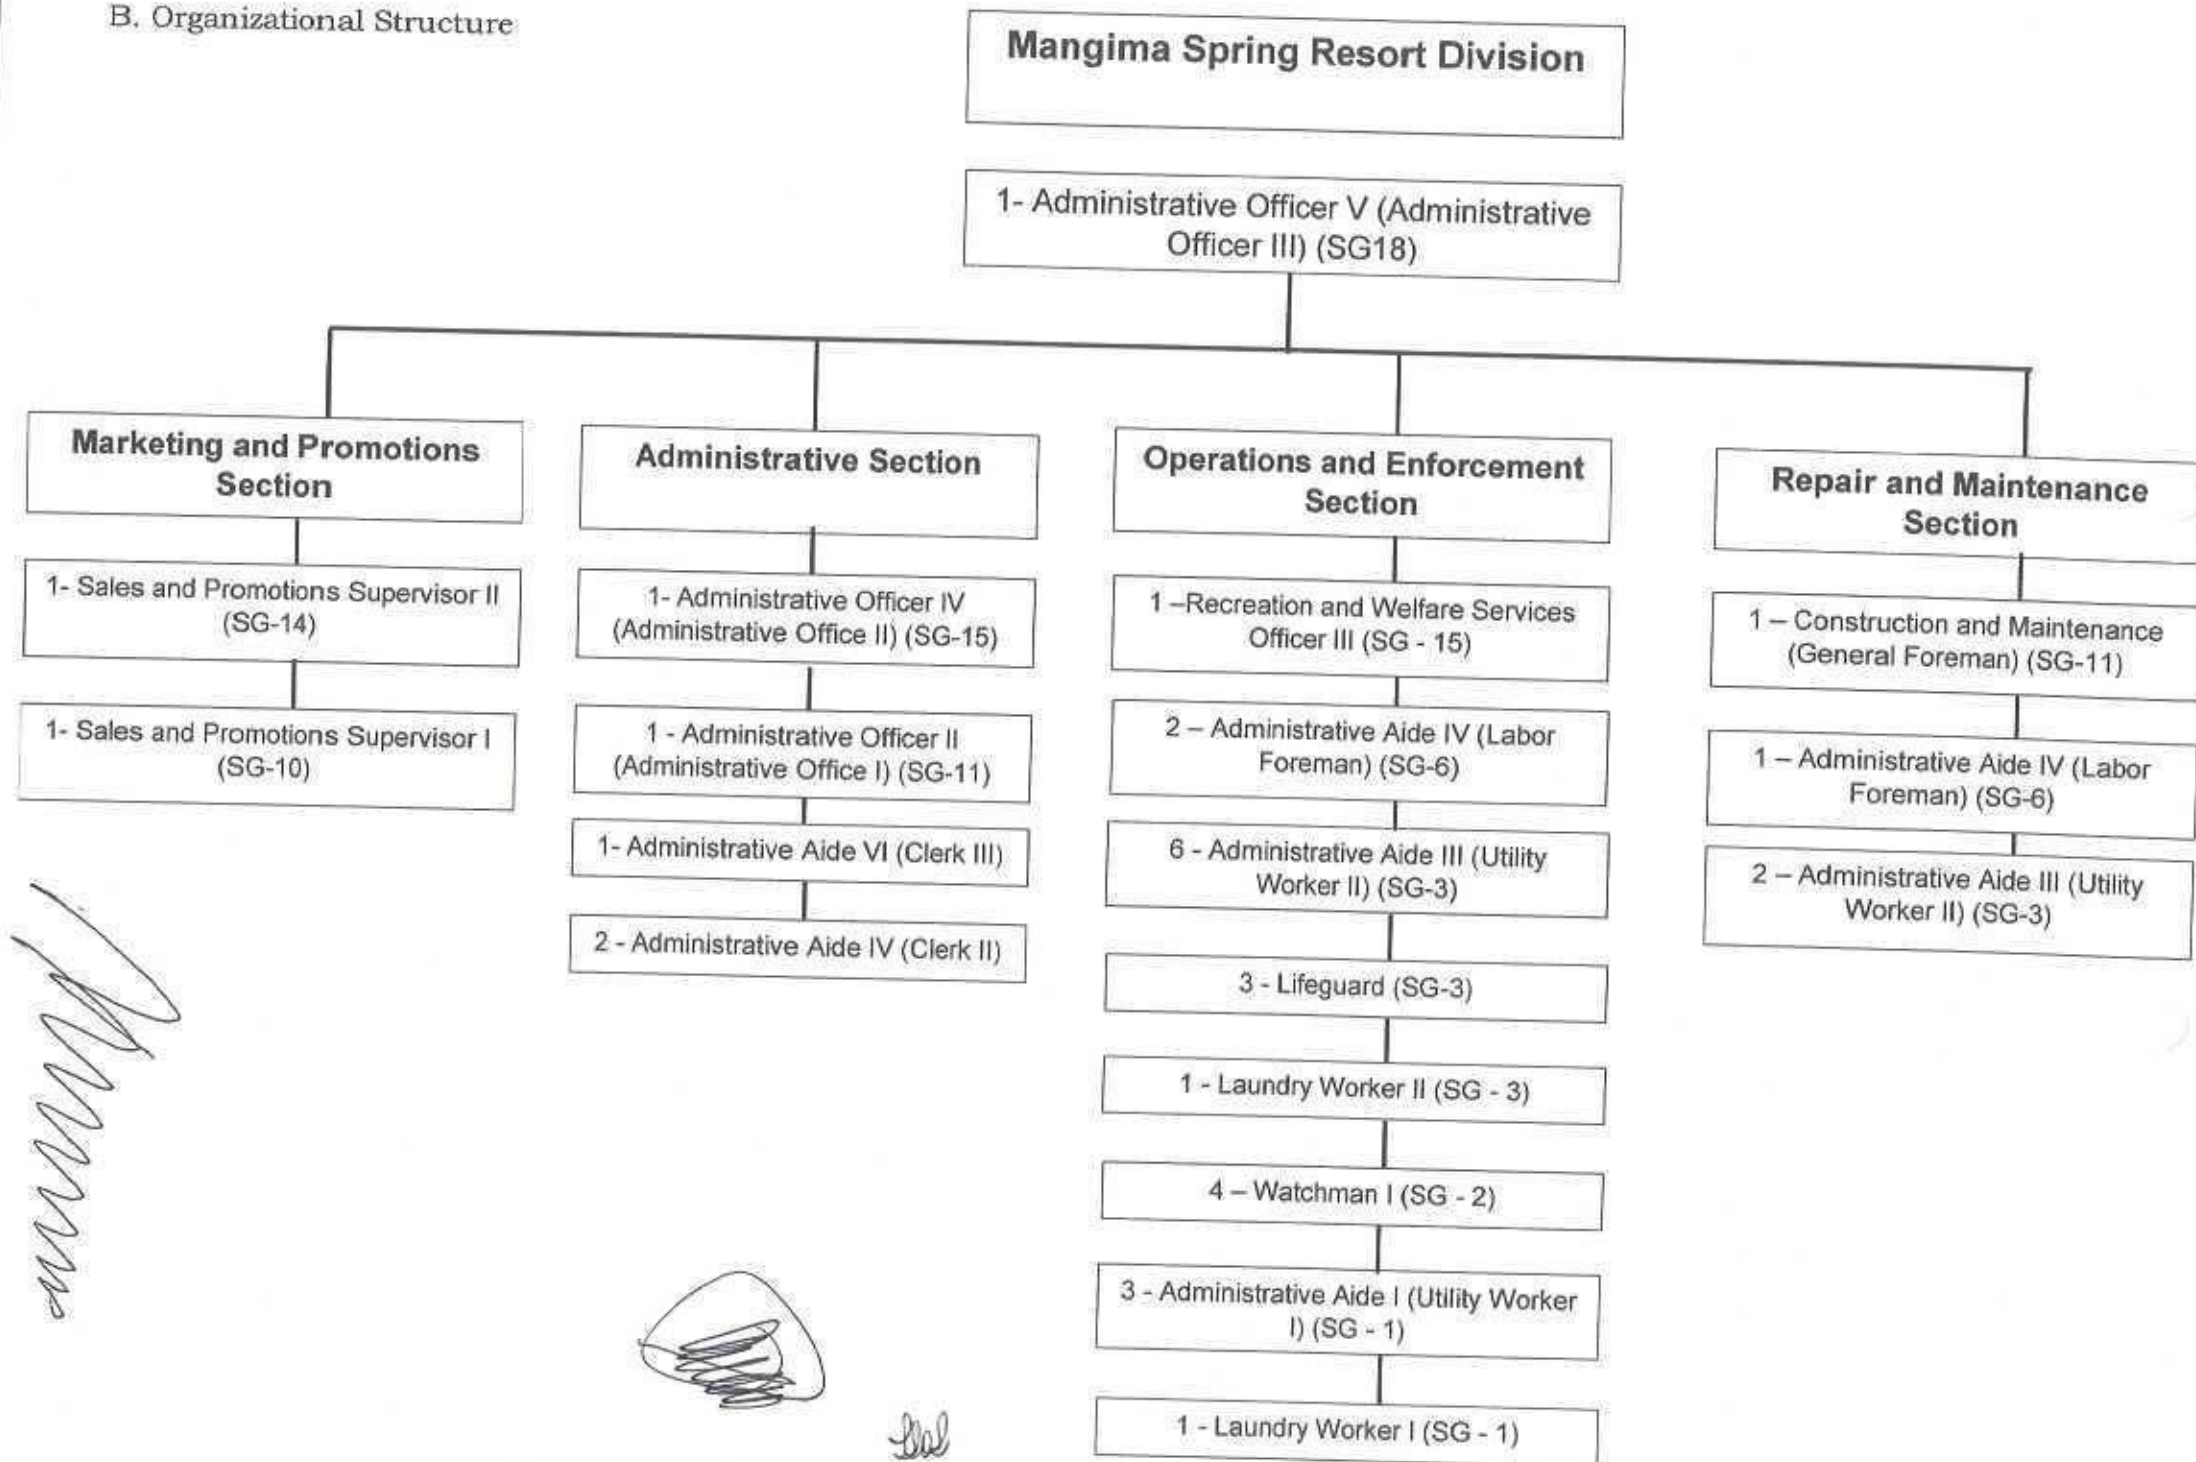 B. Organizational Structure
Mangima Spring Resort Division
1- Administrative Officer V (Administrative
Officer III) (SG18)
Marketing and Promotions
Section
1- Sales and Promotions Supervisor II
(SG-14)
1- Sales and Promotions Supervisor I
(SG-10)
Administrative Section
1- Administrative Officer IV
(Administrative Office II) (SG-15)
1 - Administrative Officer II
(Administrative Office I) (SG-11)
1- Administrative Aide VI (Clerk III)
2 - Administrative Aide IV (Clerk II)
Operations and Enforcement
Section
1 –Recreation and Welfare Services
Officer III (SG - 15)
2 – Administrative Aide IV (Labor
Foreman) (SG-6)
6 - Administrative Aide III (Utility
Worker II) (SG-3)
3 - Lifeguard (SG-3)
1 - Laundry Worker II (SG - 3)
4 – Watchman I (SG - 2)
3 - Administrative Aide I (Utility Worker
I) (SG - 1)
1 - Laundry Worker I (SG - 1)
Repair and Maintenance
Section
1 – Construction and Maintenance
(General Foreman) (SG-11)
1 – Administrative Aide IV (Labor
Foreman) (SG-6)
2 – Administrative Aide III (Utility
Worker II) (SG-3)